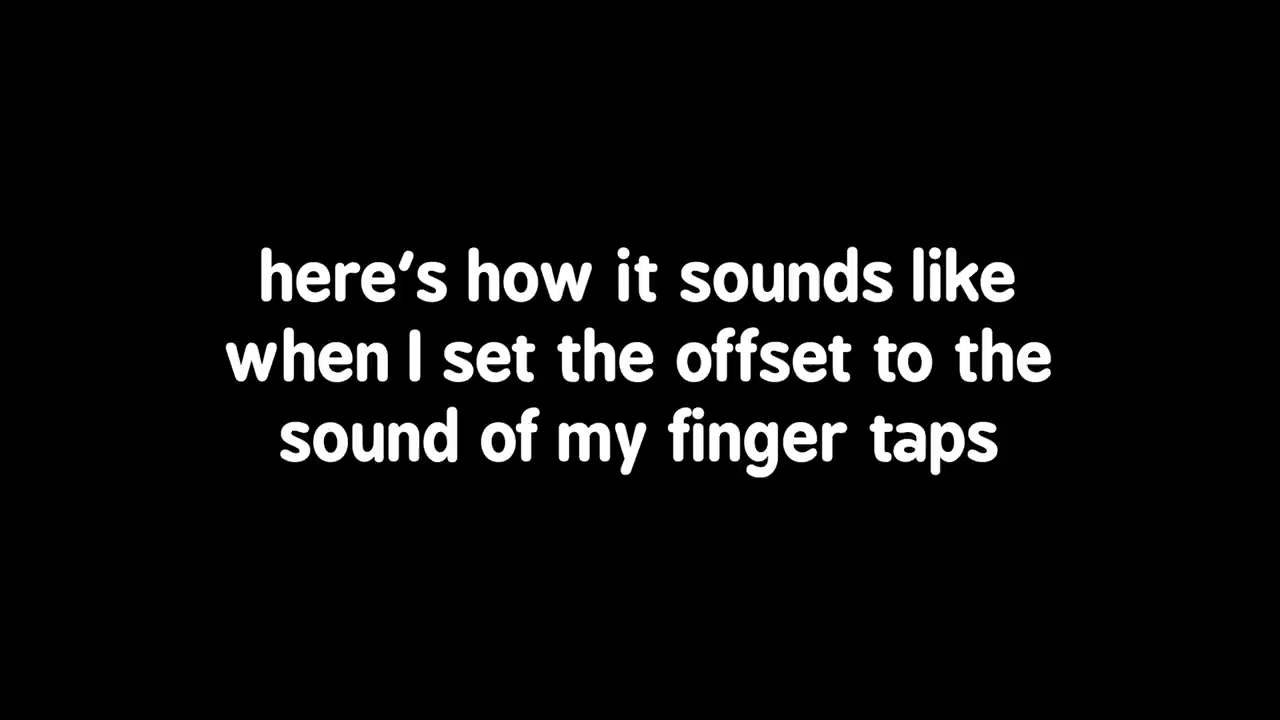 here's how it sounds like
when I set the offset to the
sound of my finger taps